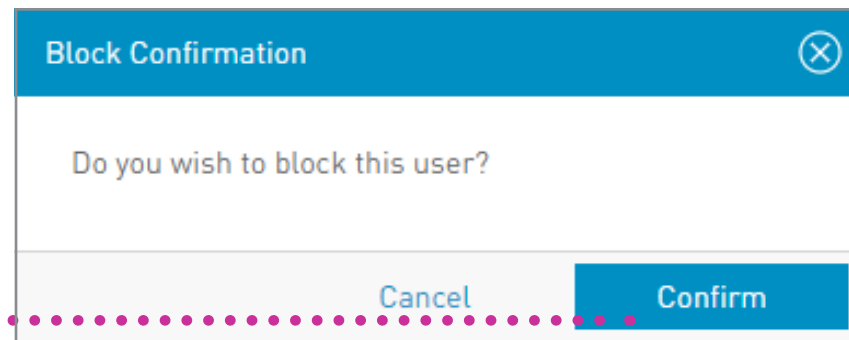 Block Confirmation
Do you wish to block this user?
Cancel Confirm